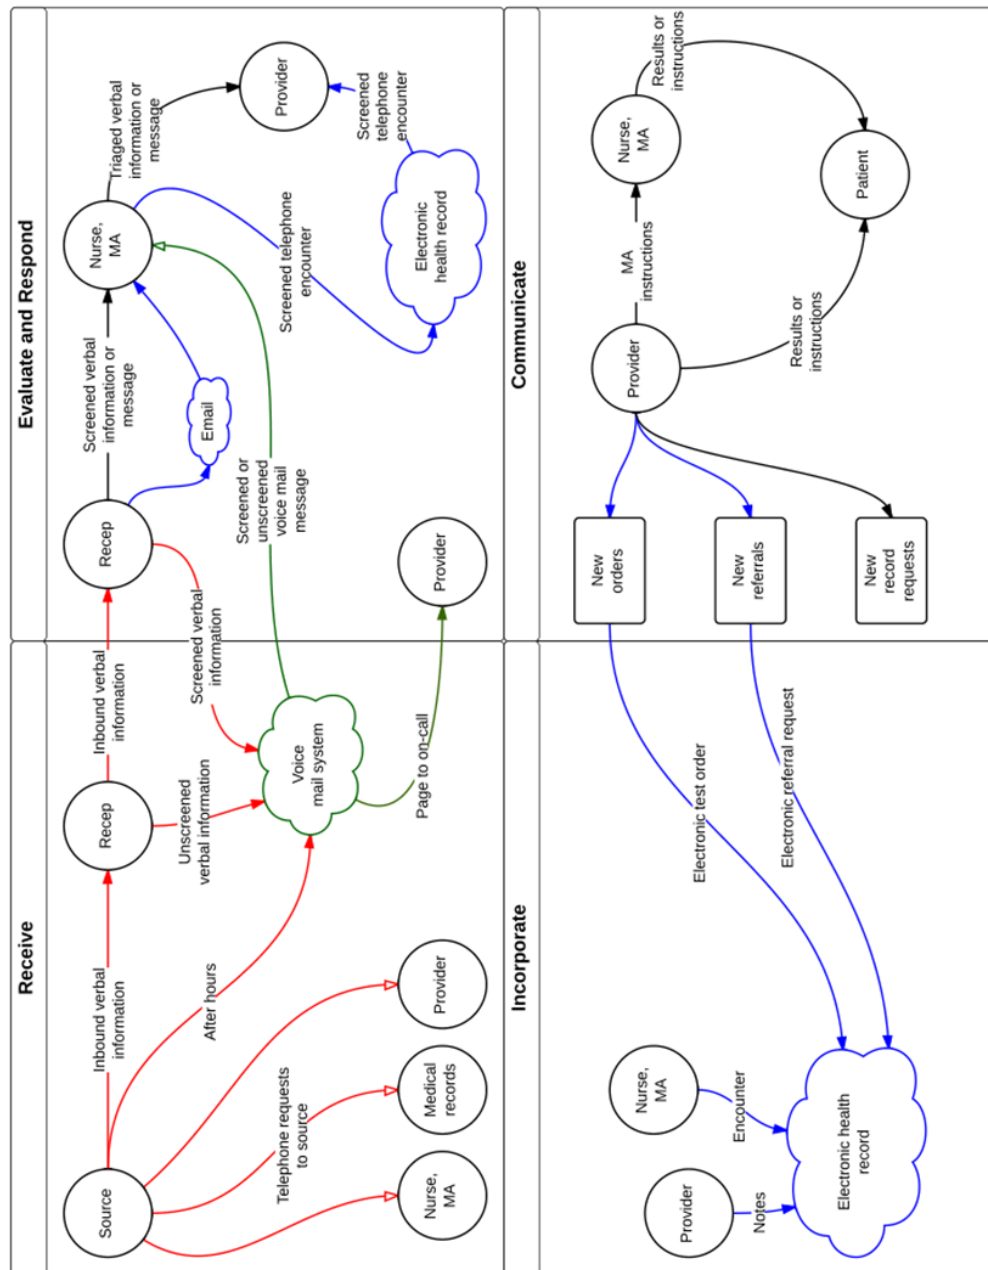 Receive
Source
Inbound verbal
information
Recep
Inbound verbal
information
After hours
Unscreened
verbal information
Screened verbal
information
Voice
mail system
Telephone requests
to source
Nurse,
MA
Medical
records
Provider
Page to on-call
Evaluate and Respond
Recep
Screened verbal
information or
message
Nurse,
MA
Triaged verbal
information or
message
Provider
Email
Screened or
unscreened
voice mail
message
Screened telephone
encounter
Screened
telephone
encounter
Electronic
health record
Provider
Incorporate
Provider
Nurse,
MA
Notes
Encounter
Electronic health
record
Electronic test order
Electronic referral request
Communicate
New
orders
New
referrals
New
record
requests
Provider
MA
instructions
Nurse,
MA
Results or
instructions
Results or
instructions
Patient